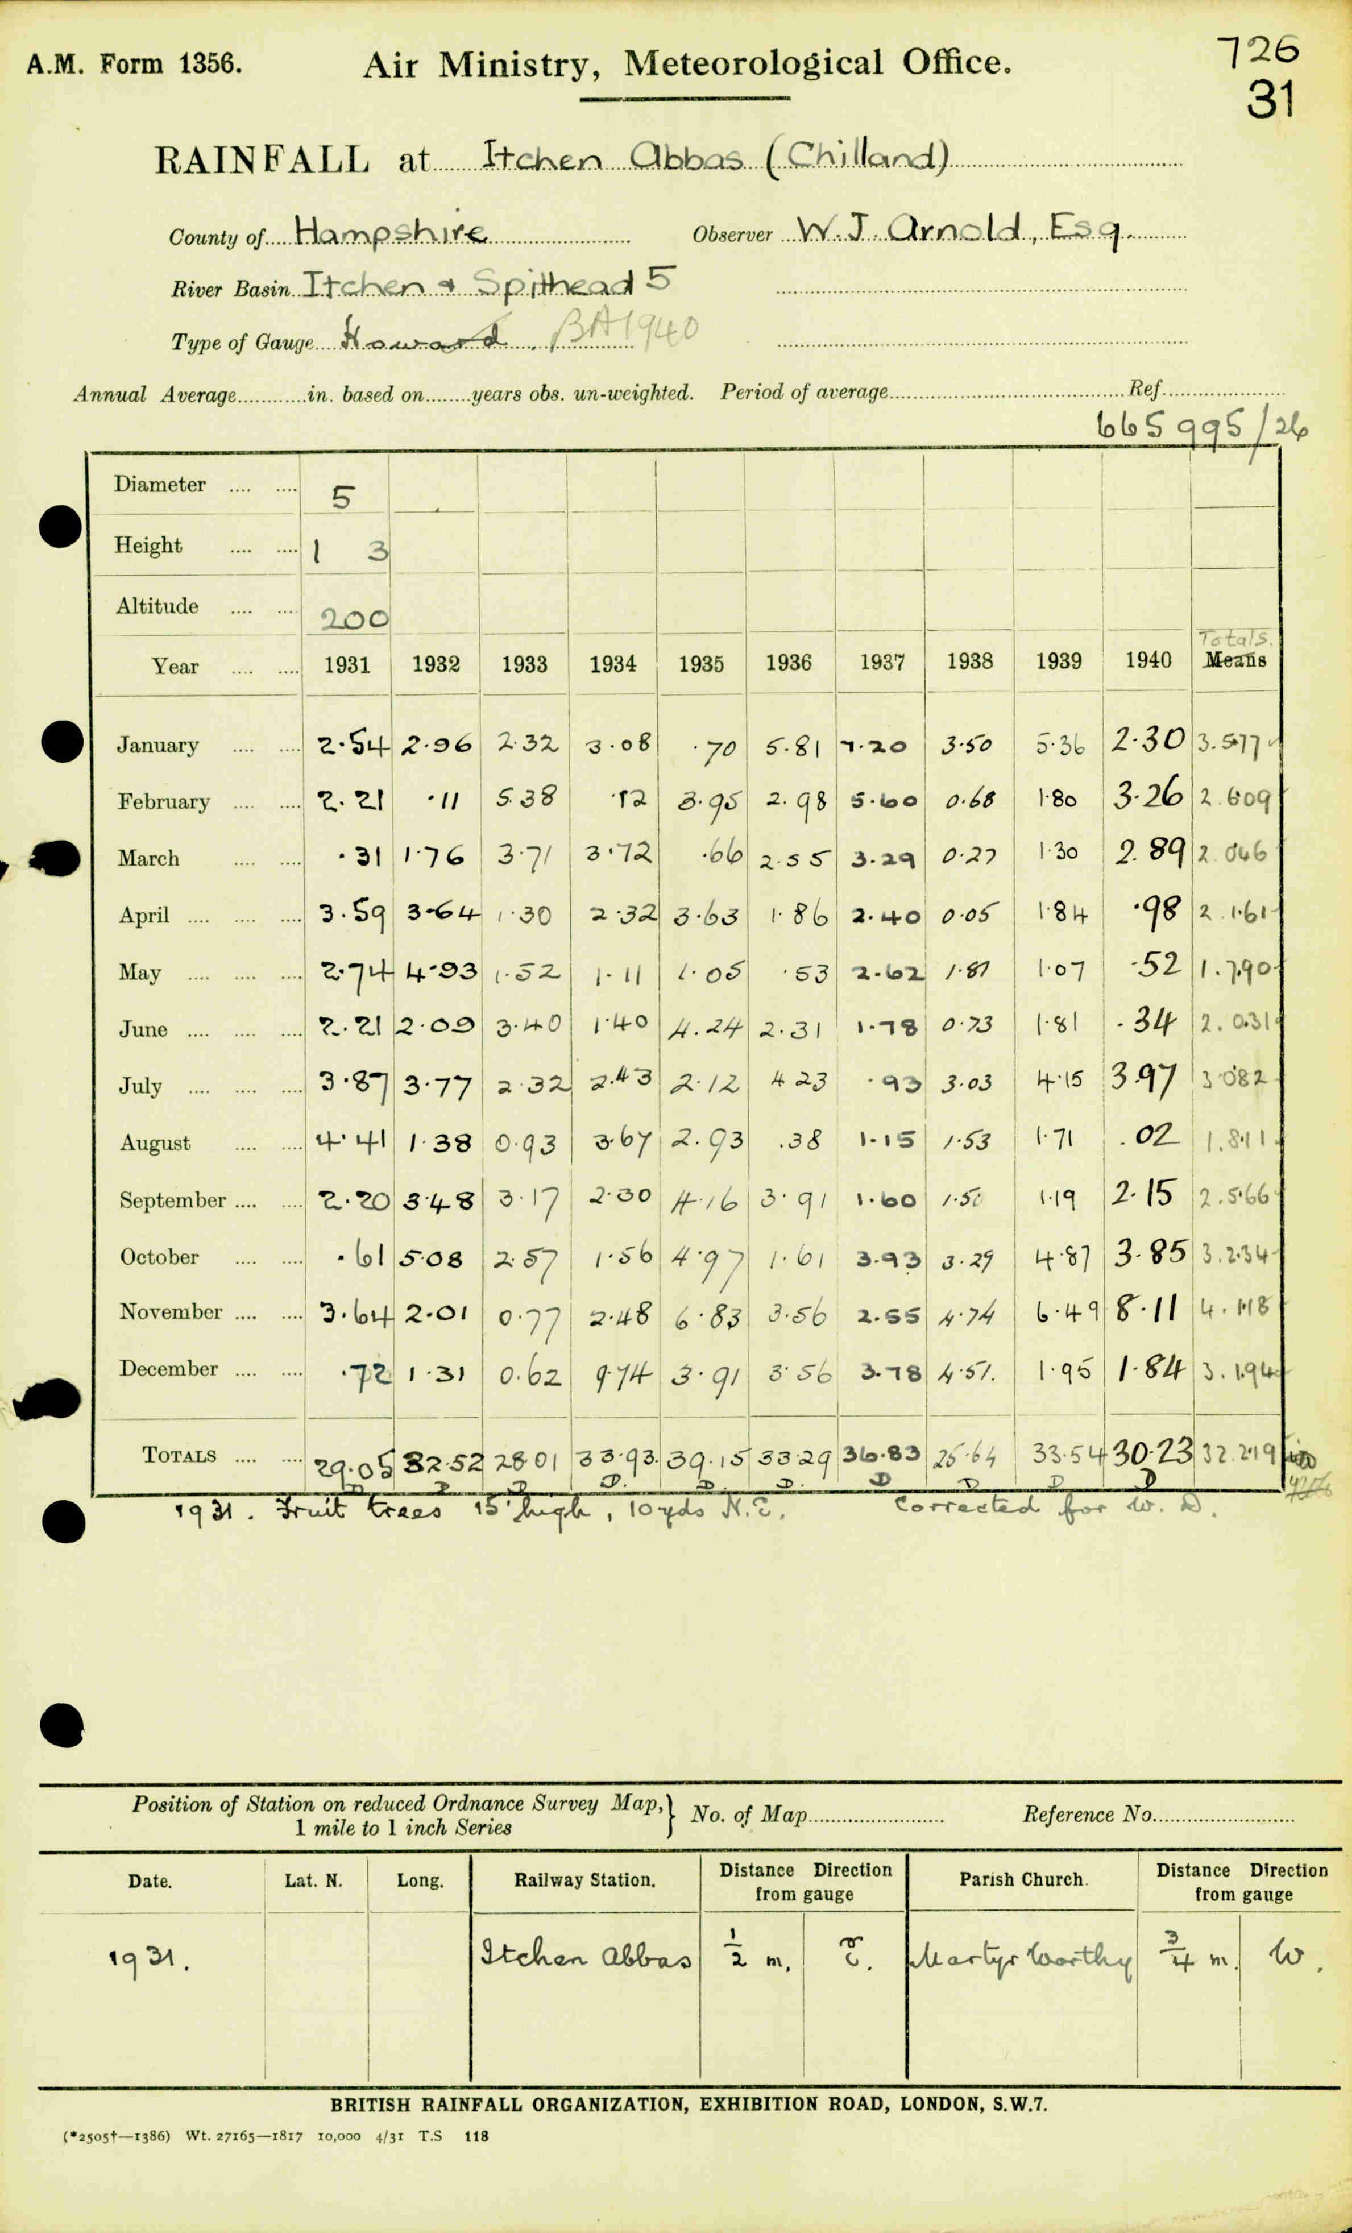 A.M. Form 1356. Air Ministry, Meteorological Office. 726
31
RAINFALL at Itchen Abbas (Chilland)
County of Hampshire Observer W. J. Arnold, Esq.
River Basin Itchen & Spithead 5
Type of Gauge Howard. BA1940
Annual Average in. based on years obs. un-weighted. Period of average Ref.
665 995/26
Diameter 5
Height 1 3
Altitude 200
Totals.
Year 1931 1932 1933 1934 1935 1936 1937 1938 1939 1940 Means
January 2.54 2.96 2.32 3.08 .70 5.81 7.20 3.50 5.36 2.30 3.577
February 2.21 .11 5.38 .12 3.95 2.98 5.60 0.68 1.80 3.26 2.609
March .31 1.76 3.71 3.72 .66 2.55 3.29 0.27 1.30 2.89 2.046
April 3.59 3.64 1.30 2.32 3.63 1.86 2.40 0.05 1.84 .98 2.161
May 2.74 4.93 1.52 1.11 1.05 .53 2.62 1.81 1.07 .52 1.790
June 2.21 2.09 3.40 1.40 4.24 2.31 1.78 0.73 1.81 .34 2.031
July 3.87 3.77 2.32 2.43 2.12 4.23 .93 3.03 4.15 3.97 3.082
August 4.41 1.38 0.93 3.67 2.93 .38 1.15 1.53 1.71 .02 1.811
September 2.20 3.48 3.17 2.30 4.16 3.91 1.60 1.50 1.19 2.15 2.566
October .61 5.08 2.57 1.56 4.97 1.61 3.93 3.29 4.87 3.85 3.234
November 3.64 2.01 0.77 2.48 6.83 3.56 2.55 4.74 6.49 8.11 4.118
December .72 1.31 0.62 9.74 3.91 3.56 3.78 4.51. 1.95 1.84 3.194
TOTALS 29.05 32.52 28.01 33.93. 39.15 33.29 36.83 25.64 33.54 30.23 32.219
D D D D. D. D. D D D D
1931. Fruit trees 15' high, 10 yds N.E. Corrected for W. D.
Position of Station on reduced Ordnance Survey Map, } No. of Map Reference No.
1 mile to 1 inch Series
Date. Lat. N. Long. Railway Station. Distance Direction Parish Church. Distance Direction
from gauge from gauge
1931. Itchen Abbas ½ m. E. Martyr Worthy ¾ m. W.
BRITISH RAINFALL ORGANIZATION, EXHIBITION ROAD, LONDON, S.W.7.
(*2505†—1386) Wt. 27165—1817 10,000 4/31 T.S 118